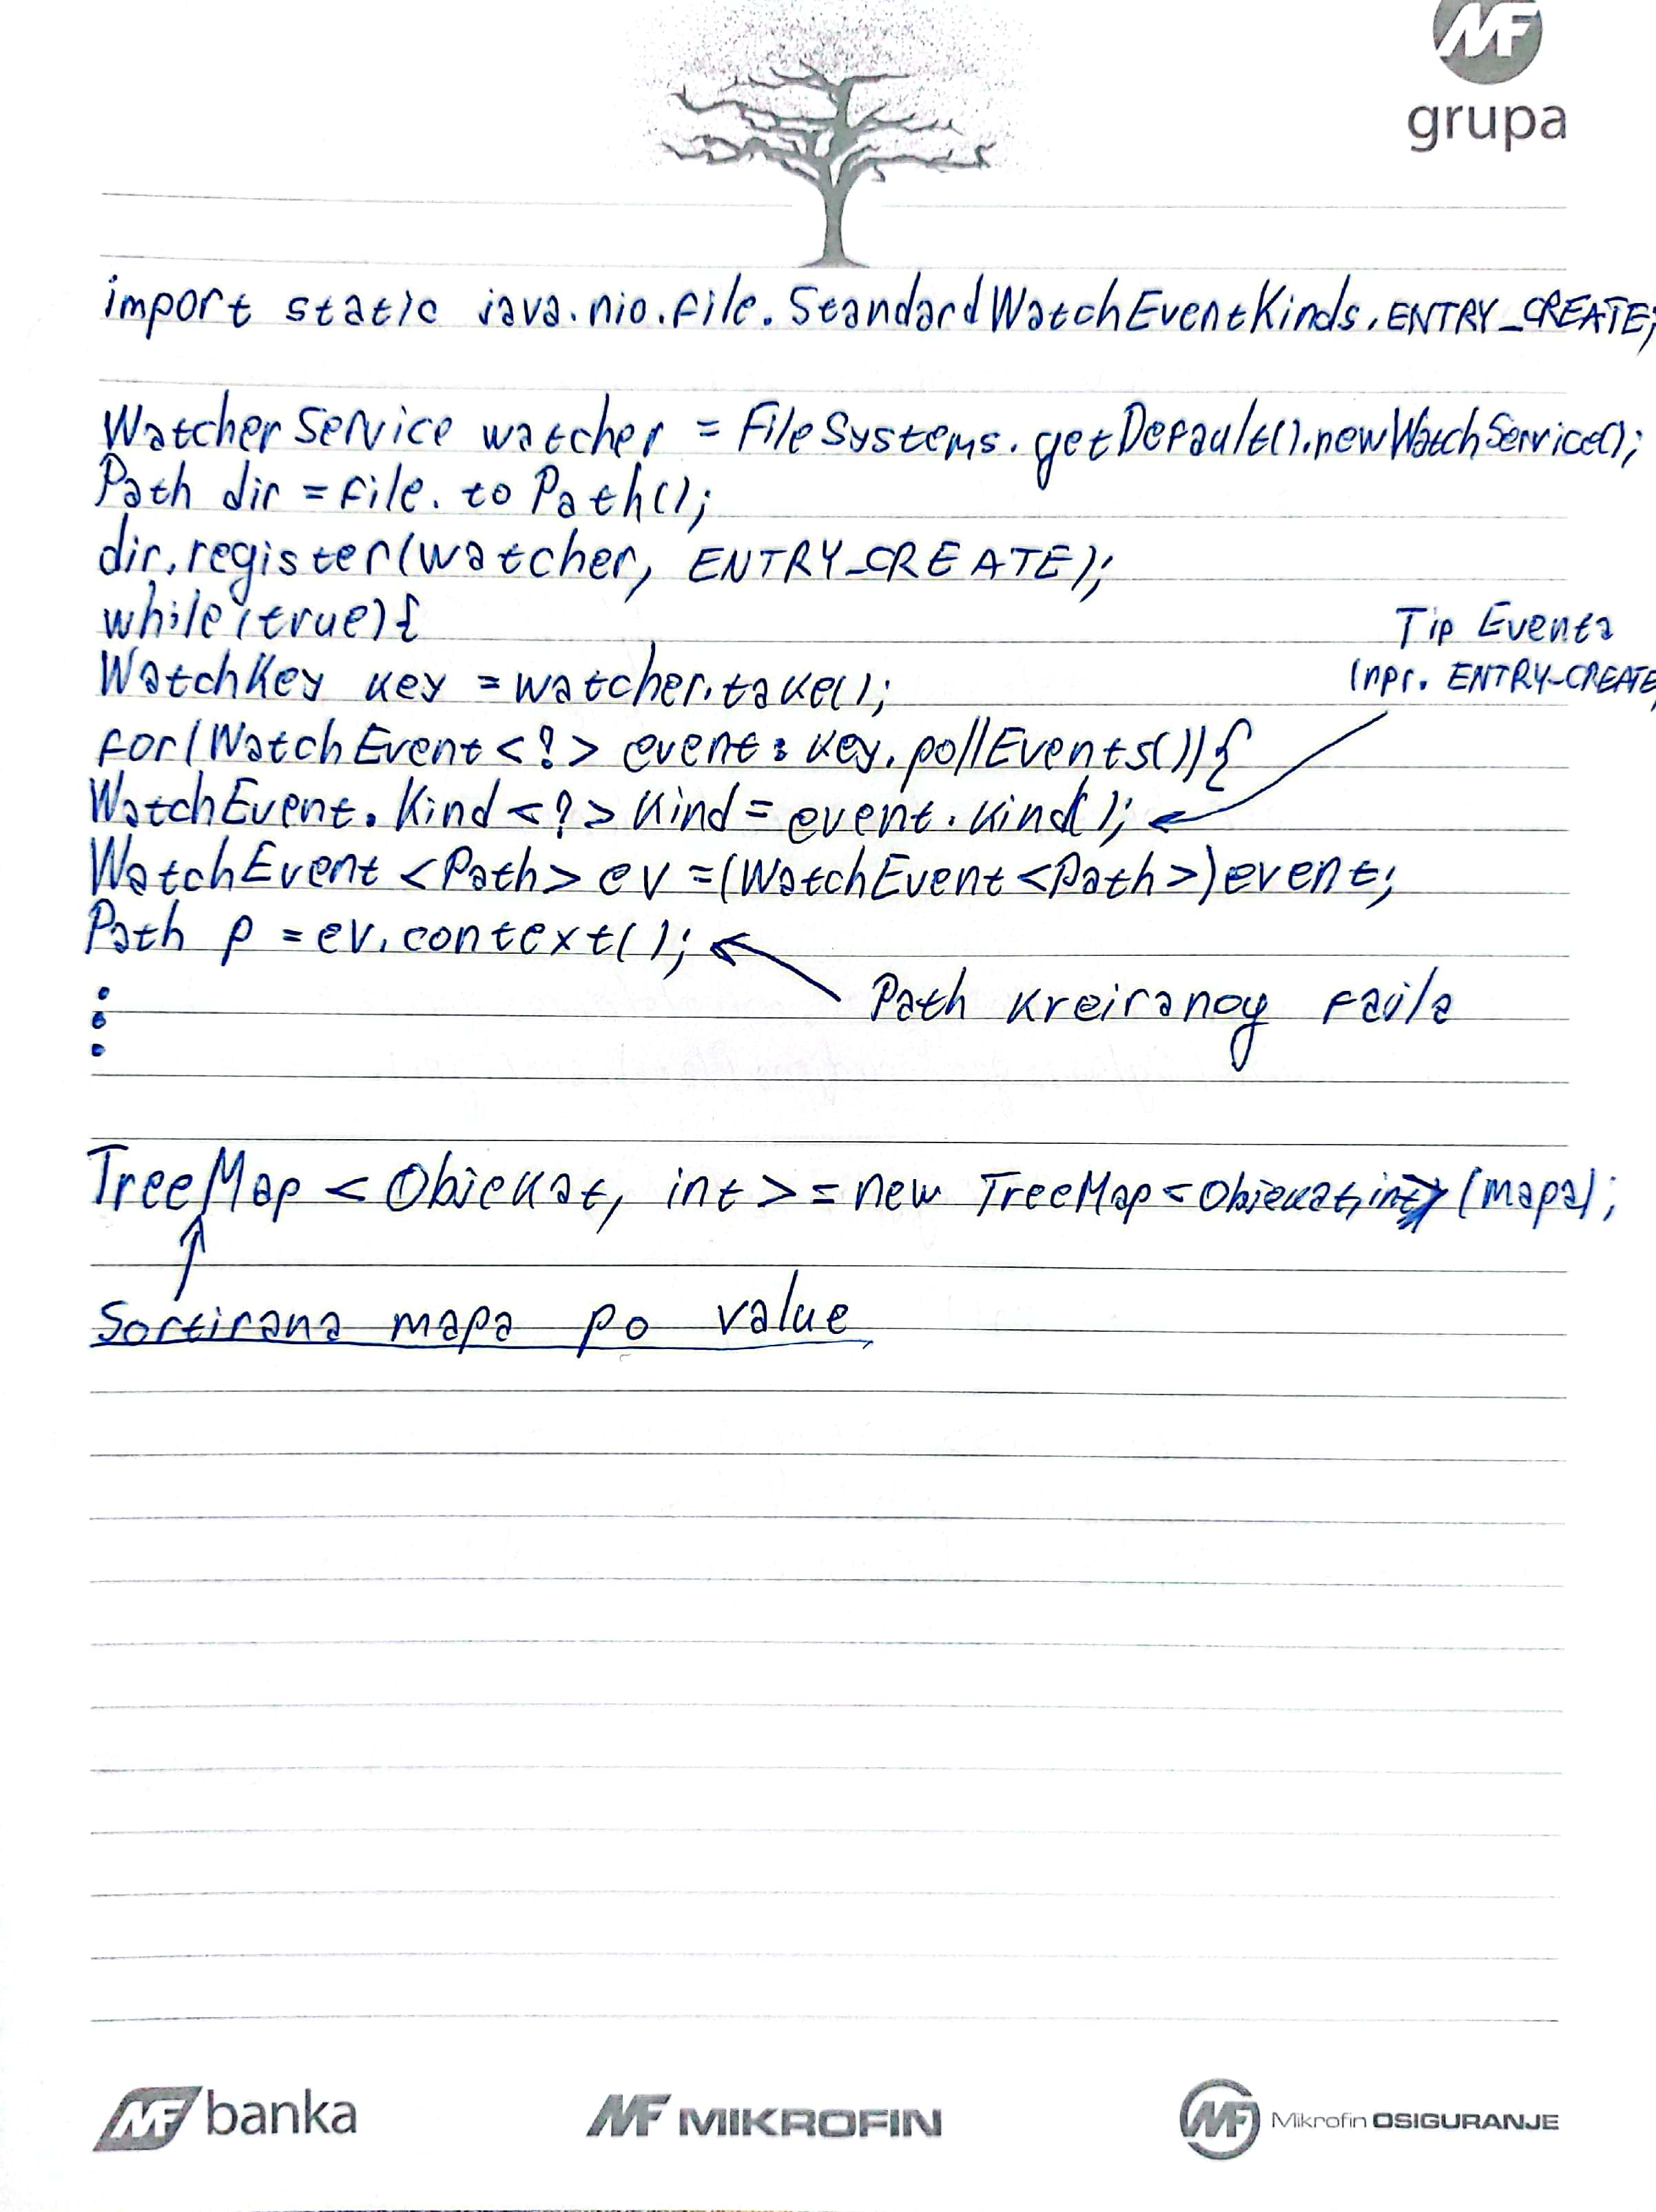 MF
grupa
import static java.nio.file.StandardWatchEventKinds.ENTRY_CREATE;
WatcherService watcher = FileSystems.getDefault().newWatchService();
Path dir = file.toPath();
dir.register(watcher, ENTRY_CREATE);
while(true){
Tip Eventa
(npr. ENTRY-CREATE)
WatchKey key = watcher.take();
for(WatchEvent<?> event : key.pollEvents()){
WatchEvent.Kind<?> kind = event.kind();
WatchEvent <Path> ev =(WatchEvent<Path>)event;
Path p = ev.context();
Path kreiranog fajla
TreeMap < Objekat, int > = new TreeMap<Objekat,int>(mapa);
Sortirana mapa po value
MF banka
MF MIKROFIN
MF Mikrofin OSIGURANJE